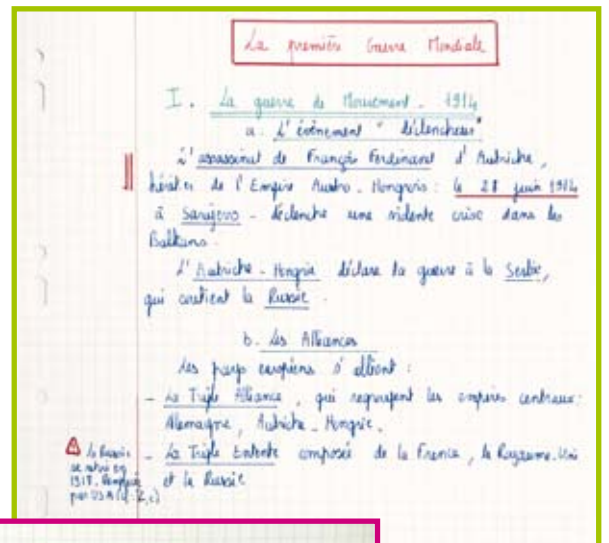 La première Guerre Mondiale
I. La guerre de Mouvement - 1914
a. L'évènement "déclencheur"
L'assassinat de François Ferdinand d'Autriche,
héritier de l'Empire Austro-Hongrois : le 28 juin 1914
à Sarajevo - déclenche une violente crise dans les
Balkans.
L'Autriche-Hongrie déclare la guerre à la Serbie,
qui soutient la Russie.
b. Les Alliances
Les pays européens s'allient :
- La Triple Alliance, qui regroupent les empires centraux :
Allemagne, Autriche-Hongrie.
- La Triple Entente composée de la France, le Royaume-Uni
et la Russie
la Russie
se retire en
par USA